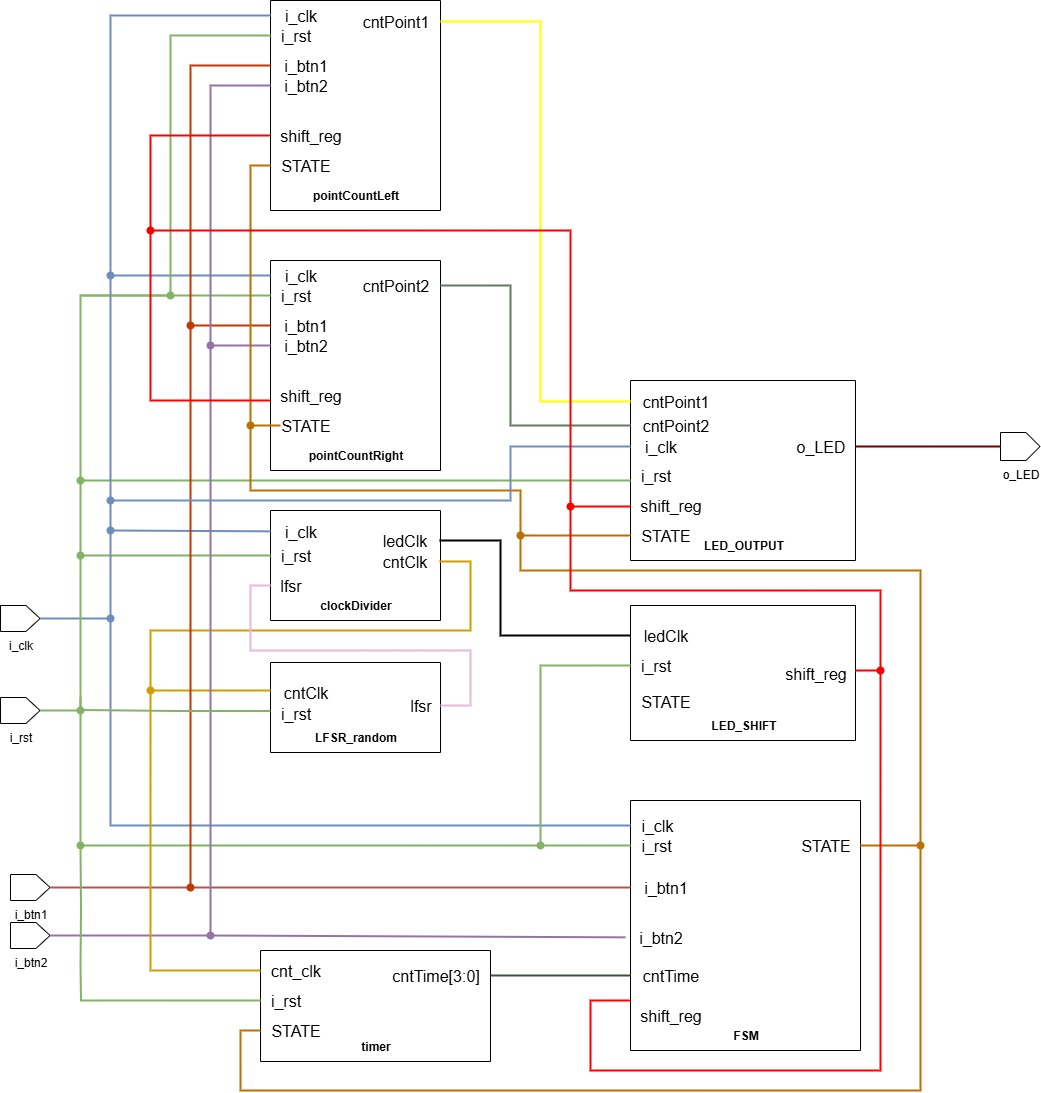 i_clk
cntPoint1
i_rst
i_btn1
i_btn2
shift_reg
STATE
pointCountLeft
i_clk
cntPoint2
i_rst
i_btn1
i_btn2
shift_reg
STATE
pointCountRight
cntPoint1
cntPoint2
i_clk
o_LED
i_rst
shift_reg
STATE
LED_OUTPUT
o_LED
i_clk
ledClk
i_rst
cntClk
lfsr
clockDivider
i_clk
ledClk
i_rst
shift_reg
STATE
LED_SHIFT
cntClk
lfsr
i_rst
LFSR_random
i_rst
i_clk
i_rst
STATE
i_btn1
i_btn2
cntTime
shift_reg
FSM
i_btn1
i_btn2
cnt_clk
cntTime[3:0]
i_rst
STATE
timer